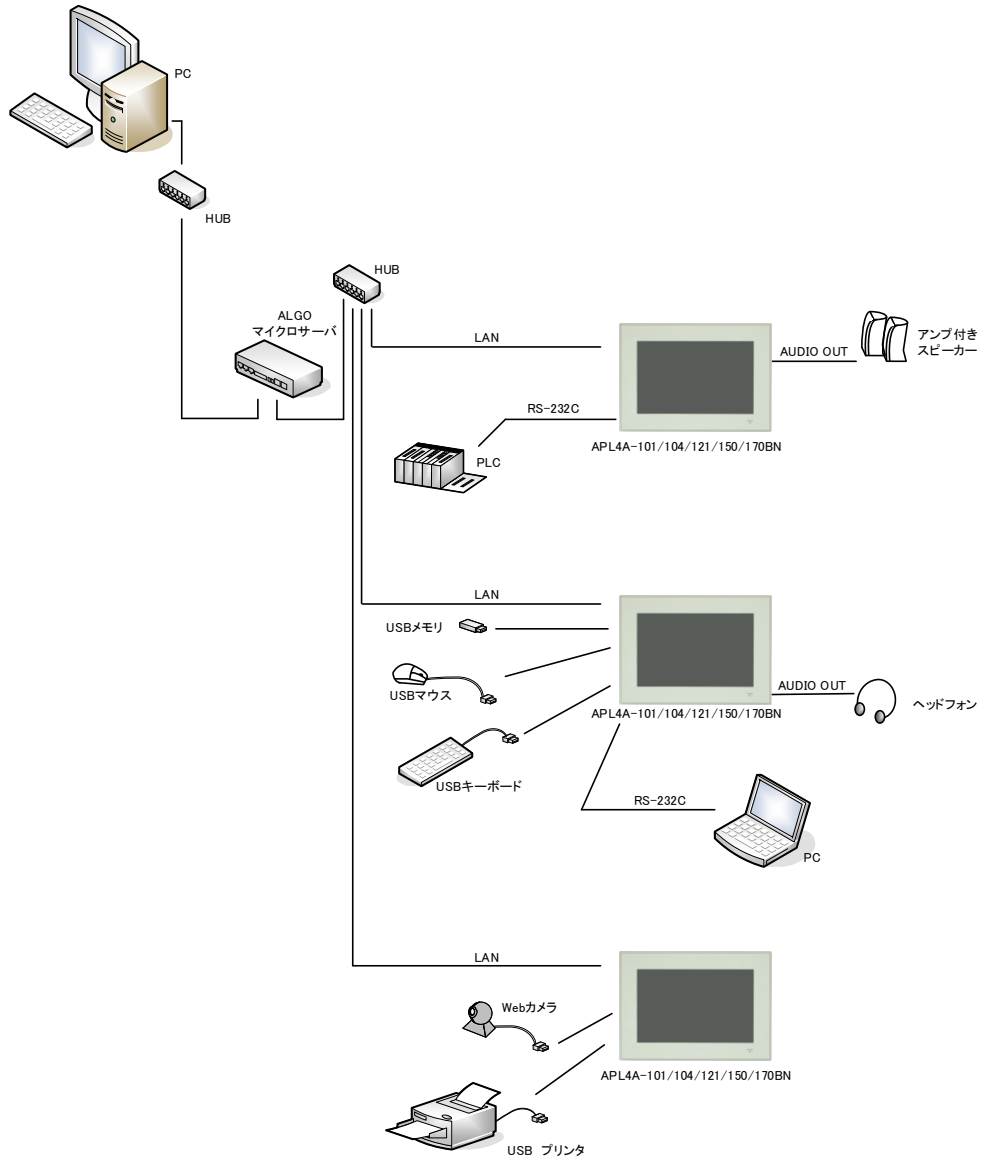 PC
HUB
HUB
ALGO
マイクロサーバ
LAN
AUDIO OUT
アンプ付き
スピーカー
RS-232C
PLC
APL4A-101/104/121/150/170BN
LAN
USBメモリ
USBマウス
AUDIO OUT
ヘッドフォン
APL4A-101/104/121/150/170BN
USBキーボード
RS-232C
PC
LAN
Webカメラ
APL4A-101/104/121/150/170BN
USB プリンタ